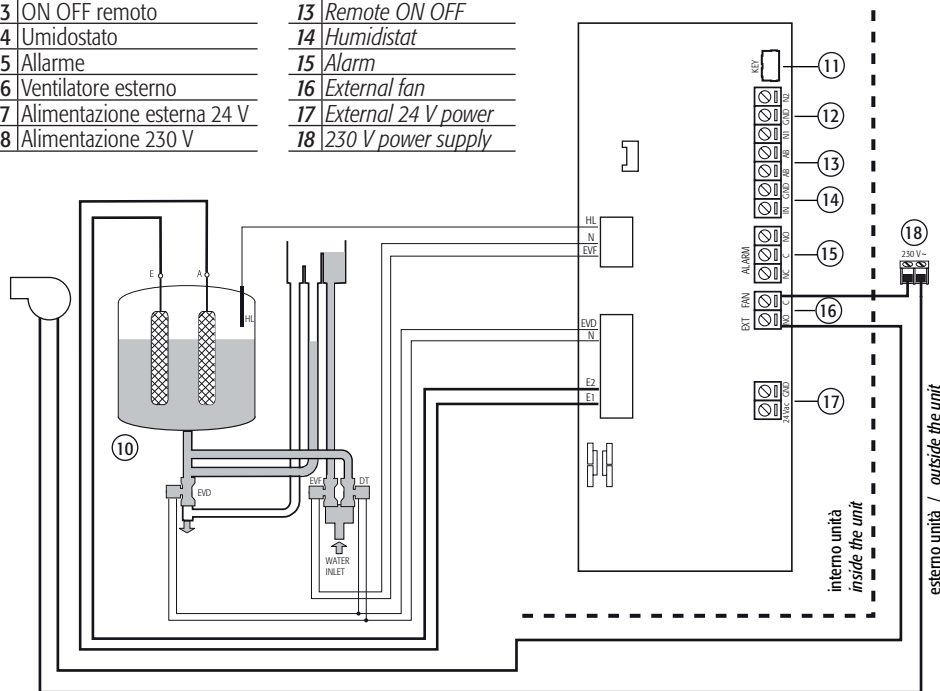 3 ON OFF remoto
4 Umidostato
5 Allarme
6 Ventilatore esterno
7 Alimentazione esterna 24 V
8 Alimentazione 230 V
13 Remote ON OFF
14 Humidistat
15 Alarm
16 External fan
17 External 24 V power
18 230 V power supply
KEY
11
N2
GND
12
N1
AB
13
AB
GND
14
IN
NO
C
ALARM
15
NC
FAN
C
16
EXT
NO
GND
17
24 Vac
18
230 V ~
HL
N
EVF
EVD
N
E2
E1
E
A
HL
10
EVD
EVF
DT
WATER
INLET
interno unità
inside the unit
esterno unità / outside the unit